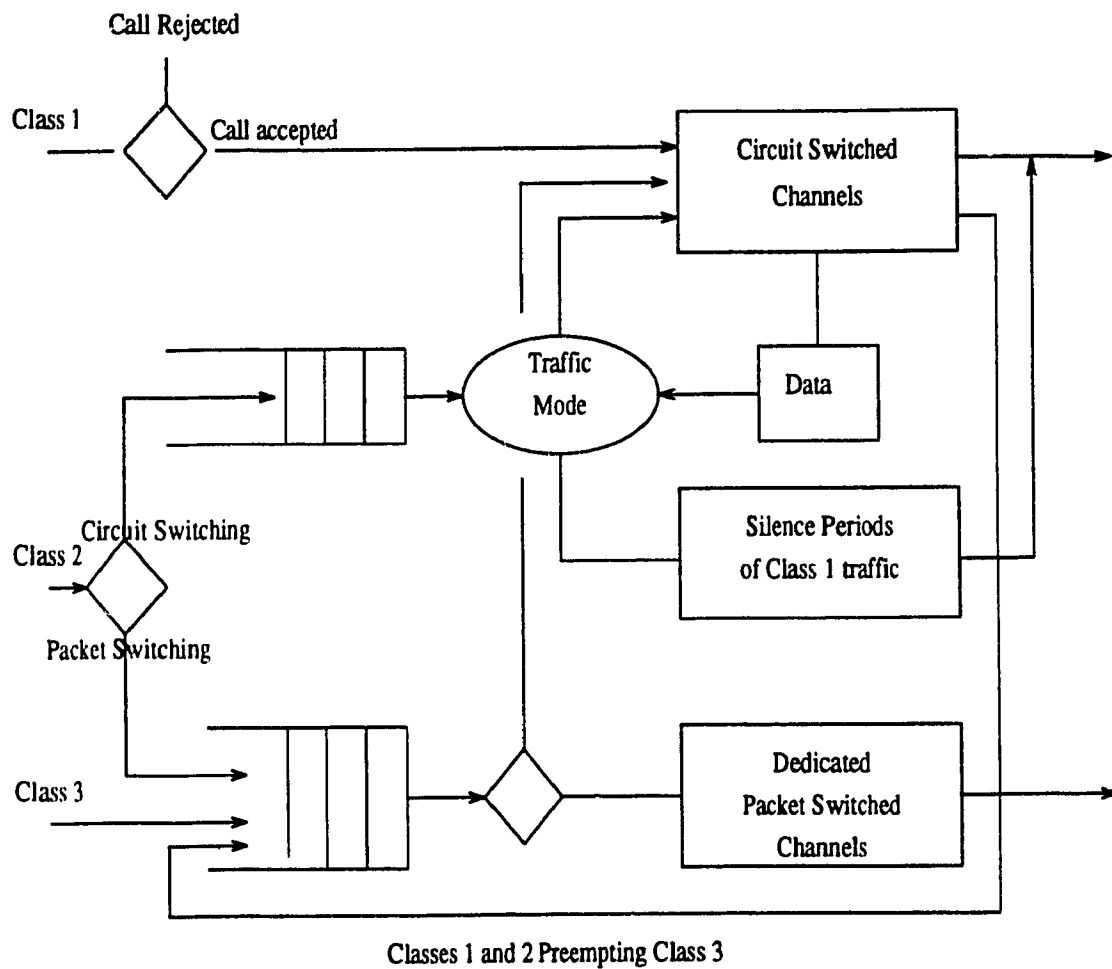 Call Rejected
Class 1
Call accepted
Circuit Switched
Channels
Traffic
Mode
Data
Circuit Switching
Class 2
Packet Switching
Silence Periods
of Class 1 traffic
Class 3
Dedicated
Packet Switched
Channels
Classes 1 and 2 Preempting Class 3